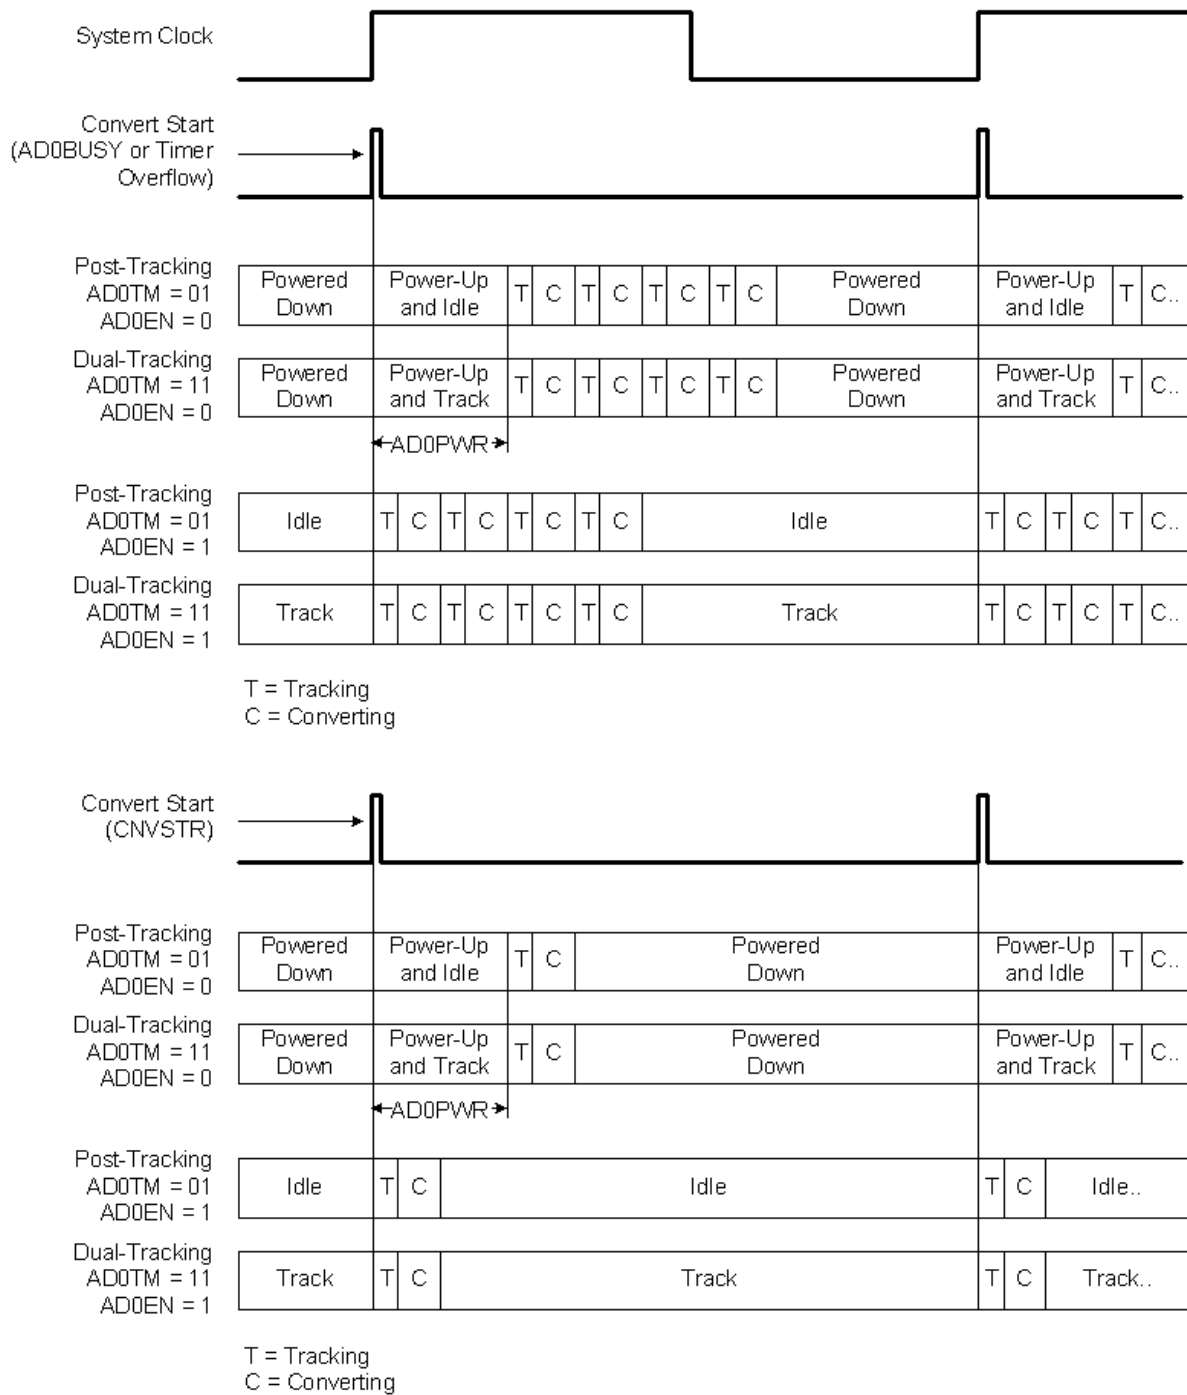 System Clock
Convert Start
(AD0BUSY or Timer
Overflow)
Post-Tracking
AD0TM = 01
AD0EN = 0
Powered
Down
Power-Up
and Idle
T C T C T C T C
Powered
Down
Power-Up
and Idle
T C..
Dual-Tracking
AD0TM = 11
AD0EN = 0
Powered
Down
Power-Up
and Track
T C T C T C T C
Powered
Down
Power-Up
and Track
T C..
AD0PWR
Post-Tracking
AD0TM = 01
AD0EN = 1
Idle T C T C T C T C Idle T C T C T C..
Dual-Tracking
AD0TM = 11
AD0EN = 1
Track T C T C T C T C Track T C T C T C..
T = Tracking
C = Converting
Convert Start
(CNVSTR)
Post-Tracking
AD0TM = 01
AD0EN = 0
Powered
Down
Power-Up
and Idle
T C
Powered
Down
Power-Up
and Idle
T C..
Dual-Tracking
AD0TM = 11
AD0EN = 0
Powered
Down
Power-Up
and Track
T C
Powered
Down
Power-Up
and Track
T C..
AD0PWR
Post-Tracking
AD0TM = 01
AD0EN = 1
Idle T C Idle T C Idle..
Dual-Tracking
AD0TM = 11
AD0EN = 1
Track T C Track T C Track..
T = Tracking
C = Converting